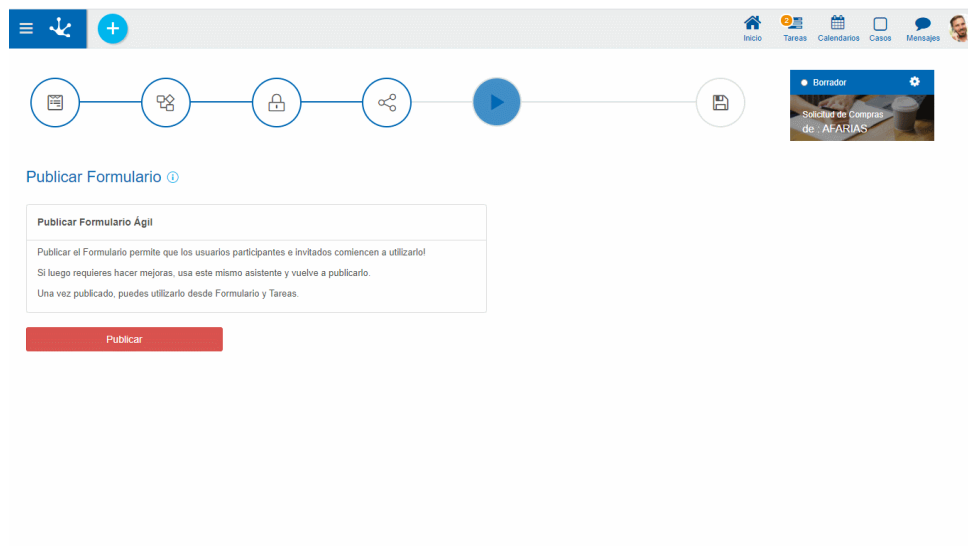 2
Inicio
Tareas
Calendarios
Casos
Mensajes
Borrador
Solicitud de Compras
de : AFARIAS
Publicar Formulario
Publicar Formulario Ágil
Publicar el Formulario permite que los usuarios participantes e invitados comiencen a utilizarlo!
Si luego requieres hacer mejoras, usa este mismo asistente y vuelve a publicarlo.
Una vez publicado, puedes utilizarlo desde Formulario y Tareas.
Publicar